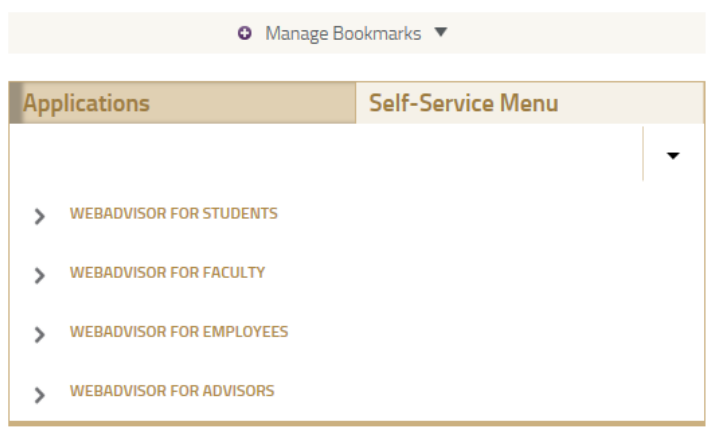 Manage Bookmarks
Applications
Self-Service Menu
WEBADVISOR FOR STUDENTS
WEBADVISOR FOR FACULTY
WEBADVISOR FOR EMPLOYEES
WEBADVISOR FOR ADVISORS